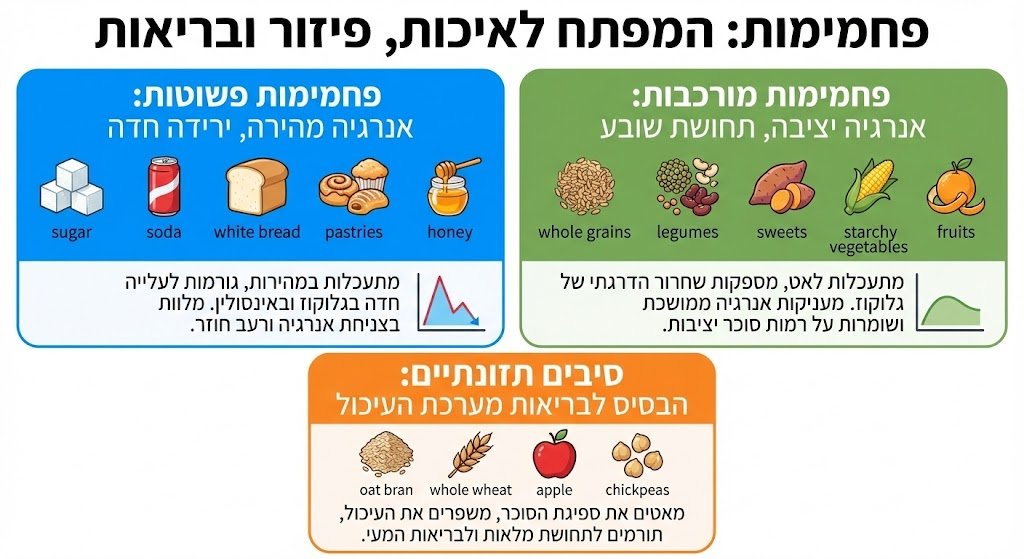 פחמימות: המפתח לאיכות, פיזור ובריאות
פחמימות פשוטות:
אנרגיה מהירה, ירידה חדה
sugar
soda
white bread
pastries
honey
מתעכלות במהירות, גורמות לעלייה
חדה בגלוקוז ובאינסולין. מלוות
בצניחת אנרגיה ורעב חוזר.
פחמימות מורכבות:
אנרגיה יציבה, תחושת שובע
whole grains
legumes
sweets
starchy
vegetables
fruits
מתעכלות לאט, מספקות שחרור הדרגתי של
גלוקוז. מעניקות אנרגיה ממושכת
ושומרות על רמות סוכר יציבות.
סיבים תזונתיים:
הבסיס לבריאות מערכת העיכול
oat bran
whole wheat
apple
chickpeas
מאטים את ספיגת הסוכר, משפרים את העיכול,
תורמים לתחושת מלאות ולבריאות המעי.